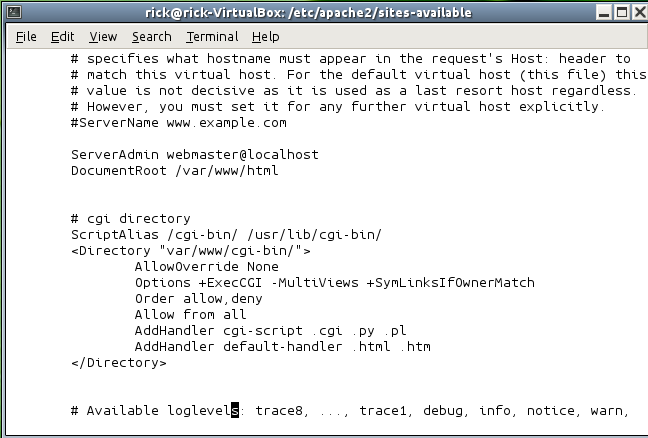 rick@rick-VirtualBox: /etc/apache2/sites-available
File Edit View Search Terminal Help
# specifies what hostname must appear in the request's Host: header to
# match this virtual host. For the default virtual host (this file) this
# value is not decisive as it is used as a last resort host regardless.
# However, you must set it for any further virtual host explicitly.
#ServerName www.example.com
ServerAdmin webmaster@localhost
DocumentRoot /var/www/html
# cgi directory
ScriptAlias /cgi-bin/ /usr/lib/cgi-bin/
<Directory "var/www/cgi-bin/">
AllowOverride None
Options +ExecCGI -MultiViews +SymLinksIfOwnerMatch
Order allow,deny
Allow from all
AddHandler cgi-script .cgi .py .pl
AddHandler default-handler .html .htm
</Directory>
# Available loglevels: trace8, ..., trace1, debug, info, notice, warn,